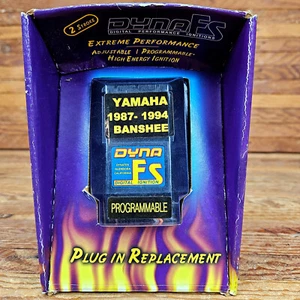 2 STROKE
DYNA FS
DIGITAL PERFORMANCE IGNITIONS
EXTREME PERFORMANCE
ADJUSTABLE | PROGRAMMABLE
HIGH ENERGY IGNITION
YAMAHA
1987-1994
BANSHEE
DYNA
FS
DIGITAL IGNITION
PROGRAMMABLE
PLUG IN REPLACEMENT